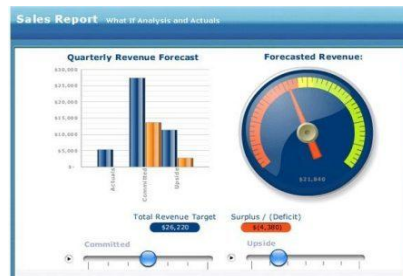 Sales Report What If Analysis and Actuals
Quarterly Revenue Forecast
Forecasted Revenue:
$30,000
$25,000
$20,000
$15,000
$10,000
$5,000
$-
Actuals
Committed
Upside
$21,840
Total Revenue Target
Surplus / (Deficit)
$26,220
$(4,380)
Committed
Upside